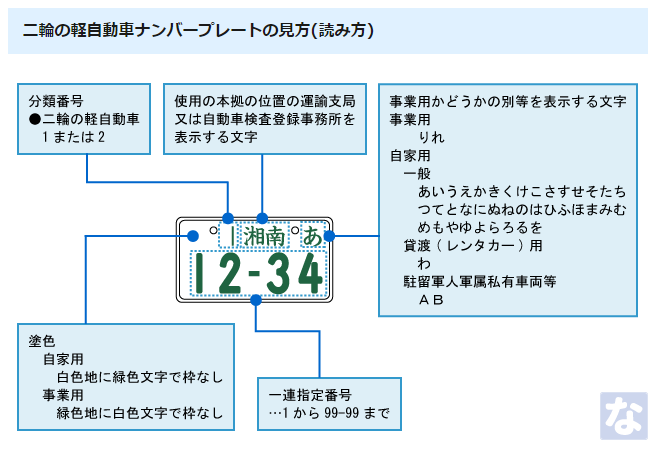 二輪の軽自動車ナンバープレートの見方(読み方)
分類番号
●二輪の軽自動車
1または2
使用の本拠の位置の運諭支局
又は自動車検査登録事務所を
表示する文字
事業用かどうかの別等を表示する文字
事業用
りれ
自家用
一般
あいうえかきくけこさすせそたち
つてとなにぬねのはひふほまみむ
めもやゆよらろるを
貸渡(レンタカー)用
わ
駐留軍人軍属私有車両等
AB
1 湘南 あ
12-34
塗色
自家用
白色地に緑色文字で枠なし
事業用
緑色地に白色文字で枠なし
一連指定番号
…1から99-99まで
な